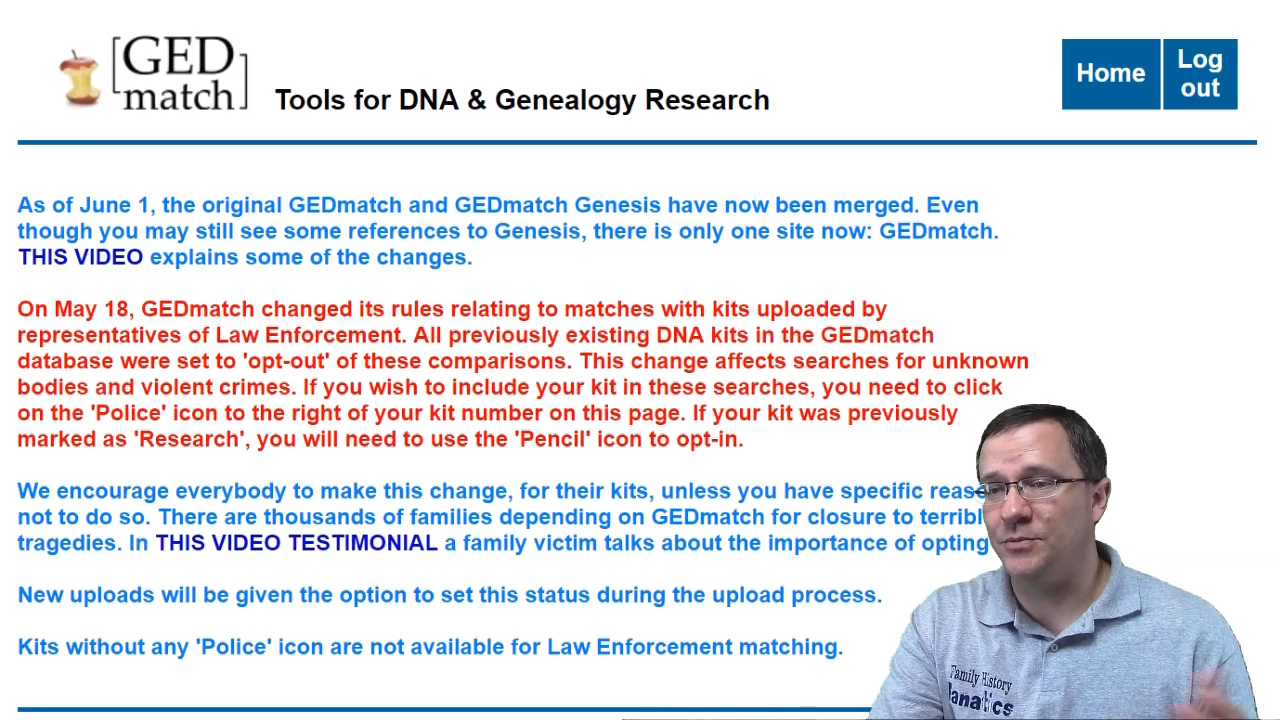 [GED
match]
Tools for DNA & Genealogy Research
Home
Log
out
As of June 1, the original GEDmatch and GEDmatch Genesis have now been merged. Even
though you may still see some references to Genesis, there is only one site now: GEDmatch.
THIS VIDEO explains some of the changes.
On May 18, GEDmatch changed its rules relating to matches with kits uploaded by
representatives of Law Enforcement. All previously existing DNA kits in the GEDmatch
database were set to 'opt-out' of these comparisons. This change affects searches for unknown
bodies and violent crimes. If you wish to include your kit in these searches, you need to click
on the 'Police' icon to the right of your kit number on this page. If your kit was previously
marked as 'Research', you will need to use the 'Pencil' icon to opt-in.
We encourage everybody to make this change, for their kits, unless you have specific
not to do so. There are thousands of families depending on GEDmatch for closure to
tragedies. In THIS VIDEO TESTIMONIAL a family victim talks about the importance of opting
New uploads will be given the option to set this status during the upload process.
Kits without any 'Police' icon are not available for Law Enforcement matching.
Family History
Fanatics